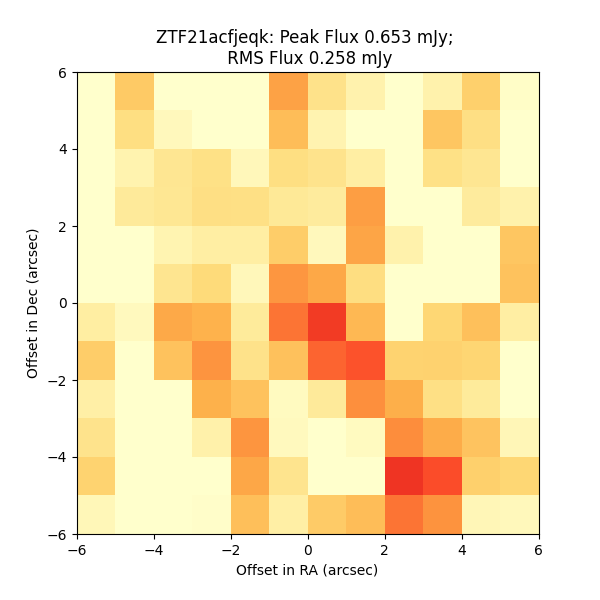 ZTF21acfjeqk: Peak Flux 0.653 mJy;
RMS Flux 0.258 mJy
6
4
2
0
−2
−4
−6
Offset in Dec (arcsec)
−6 −4 −2 0 2 4 6
Offset in RA (arcsec)